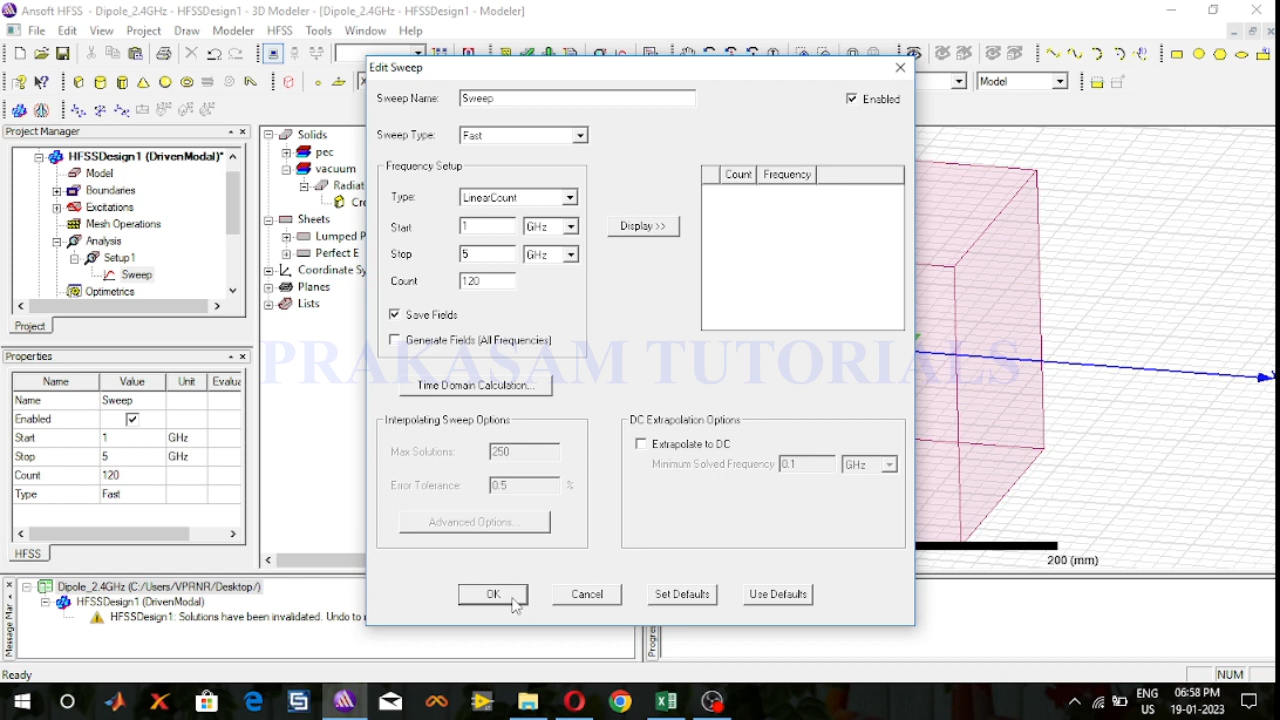 Ansoft HFSS - Dipole_2.4GHz - HFSSDesign1 - 3D Modeler - [Dipole_2.4GHz - HFSSDesign1 - Modeler]
File Edit View Project Draw Modeler HFSS Tools Window Help
Model
Project Manager
HFSSDesign1 (DrivenModal)*
Model
Boundaries
Excitations
Mesh Operations
Analysis
Setup1
Sweep
Optimetrics
Project
Solids
pec
vacuum
Radiat
Cre
Sheets
Lumped P
Perfect E
Coordinate Sy
Planes
Lists
Properties
Name Value Unit Evalua
Name Sweep
Enabled
Start 1 GHz
Stop 5 GHz
Count 120
Type Fast
HFSS
Edit Sweep
Sweep Name: Sweep
Enabled
Sweep Type: Fast
Frequency Setup
Type: LinearCount
Start 1 GHz
Stop 5 GHz
Count 120
Save Fields
Generate Fields (All Frequencies)
Display >>
Count Frequency
Time Domain Calculation...
Interpolating Sweep Options
Max Solutions: 250
Error Tolerance: 0.5 %
Advanced Options...
DC Extrapolation Options
Extrapolate to DC
Minimum Solved Frequency 0.1 GHz
OK Cancel Set Defaults Use Defaults
PRAKASAM TUTORIALS
200 (mm)
Message Mar
Dipole_2.4GHz (C:/Users/VPRNR/Desktop/)
HFSSDesign1 (DrivenModal)
HFSSDesign1: Solutions have been invalidated. Undo to r
Progres
Ready
NUM
ENG
US
06:58 PM
19-01-2023